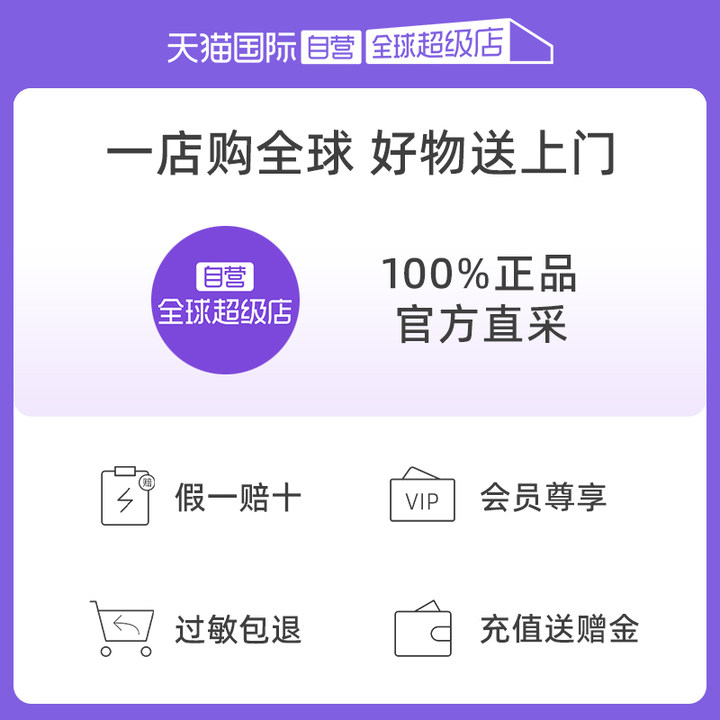 天猫国际 自营 全球超级店
一店购全球 好物送上门
自营
全球超级店
100%正品
官方直采
赔
假一赔十
VIP
会员尊享
过敏包退
充值送赠金